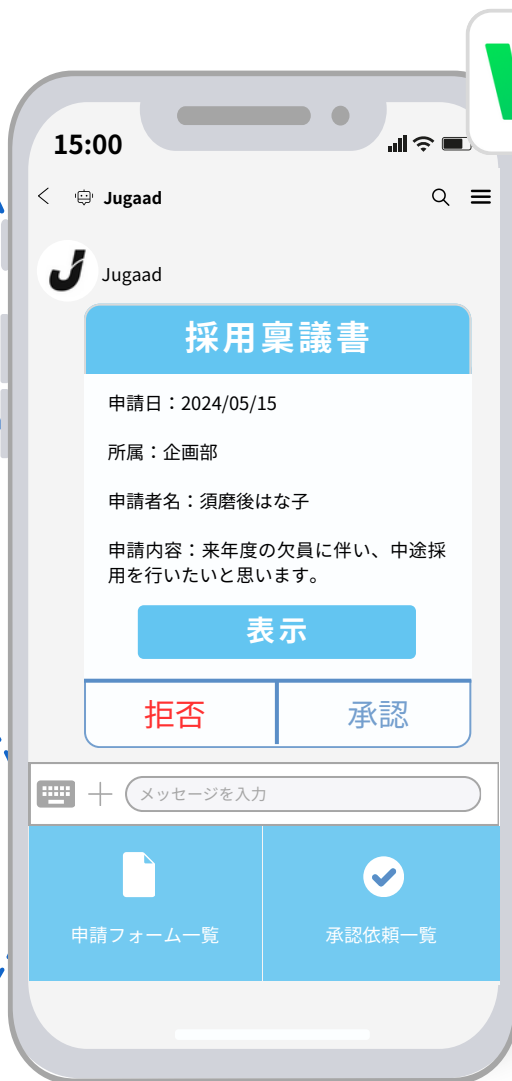 15:00
Jugaad
Jugaad
採用稟議書
申請日：2024/05/15
所属：企画部
申請者名：須磨後はな子
申請内容：来年度の欠員に伴い、中途採
用を行いたいと思います。
表示
拒否 承認
メッセージを入力
申請フォーム一覧 承認依頼一覧